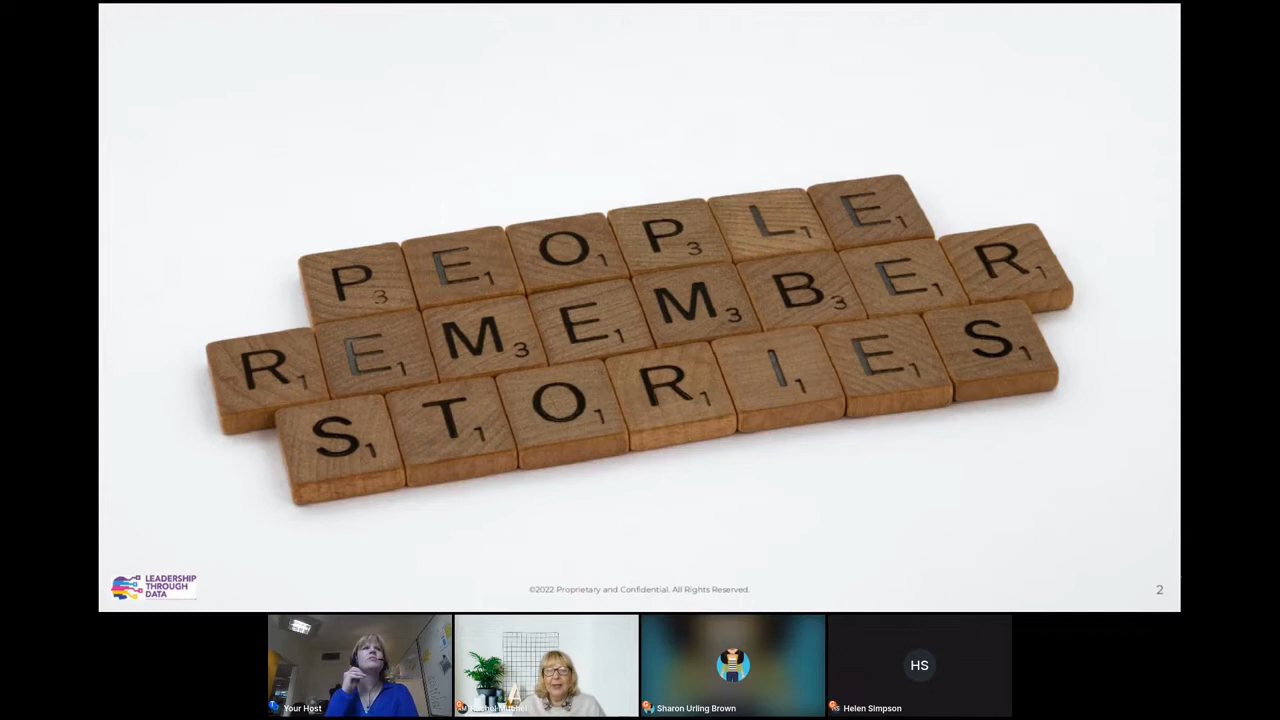 PEOPLE
REMEMBER
STORIES
LEADERSHIP
THROUGH
DATA
©2022 Proprietary and Confidential. All Rights Reserved.
2
HS
Your Host
Sharon Urling Brown
HS Helen Simpson